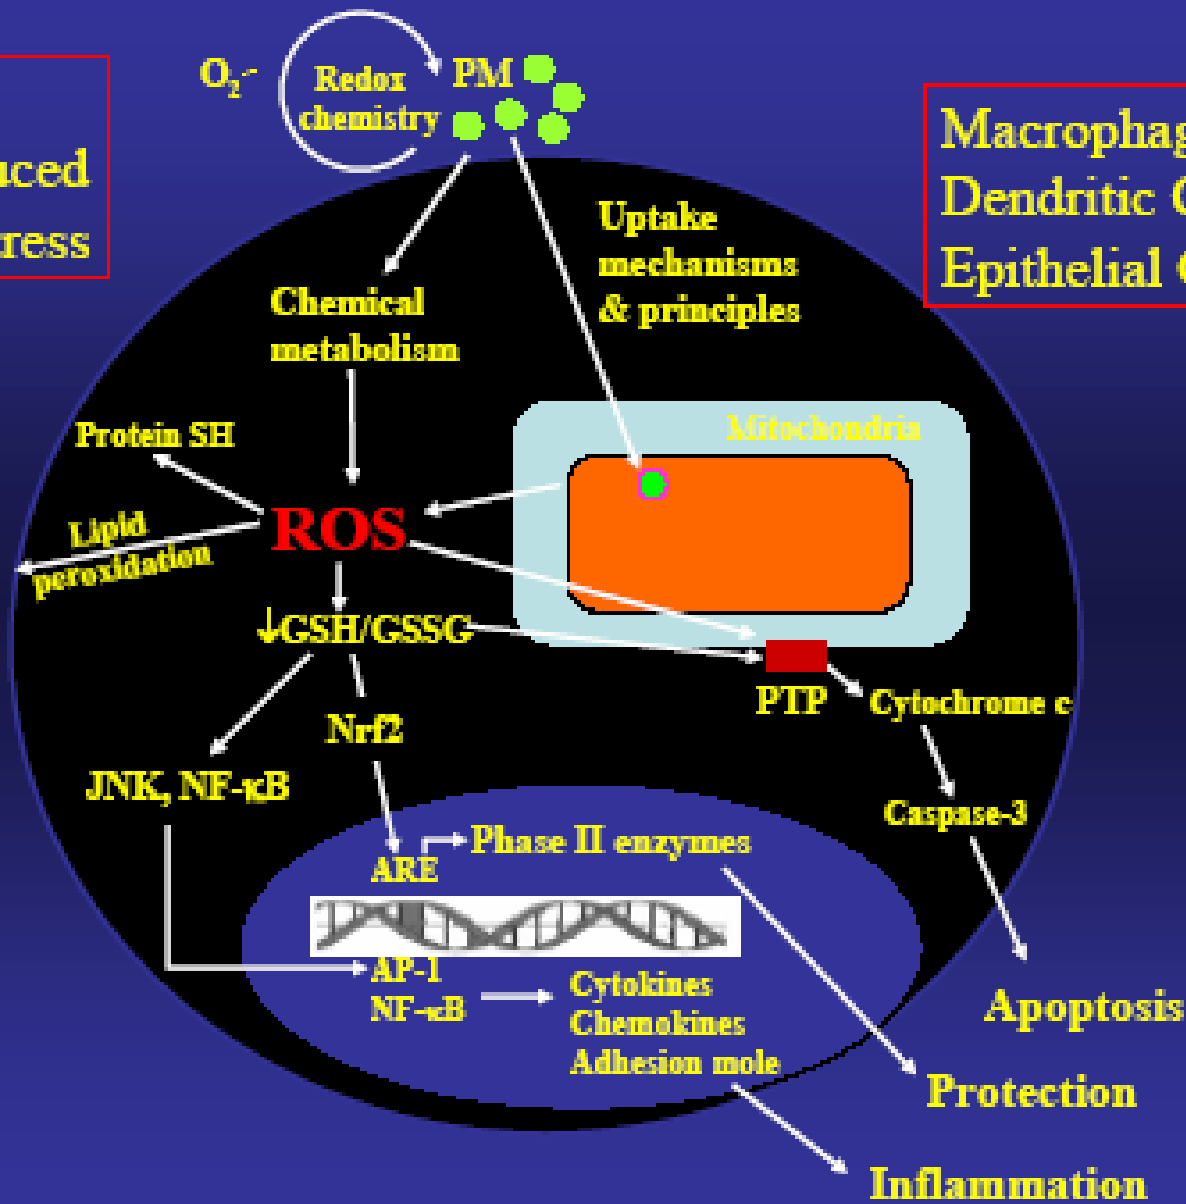 O2·-
Redox
chemistry
PM
uced
ress
Macrophag
Dendritic C
Epithelial C
Uptake
mechanisms
& principles
Chemical
metabolism
Mitochondria
Protein SH
ROS
Lipid
peroxidation
↓GSH/GSSG
PTP
Cytochrome c
Nrf2
JNK, NF-κB
Caspase-3
Phase II enzymes
ARE
AP-1
NF-κB
Cytokines
Chemokines
Adhesion mole
Apoptosis
Protection
Inflammation